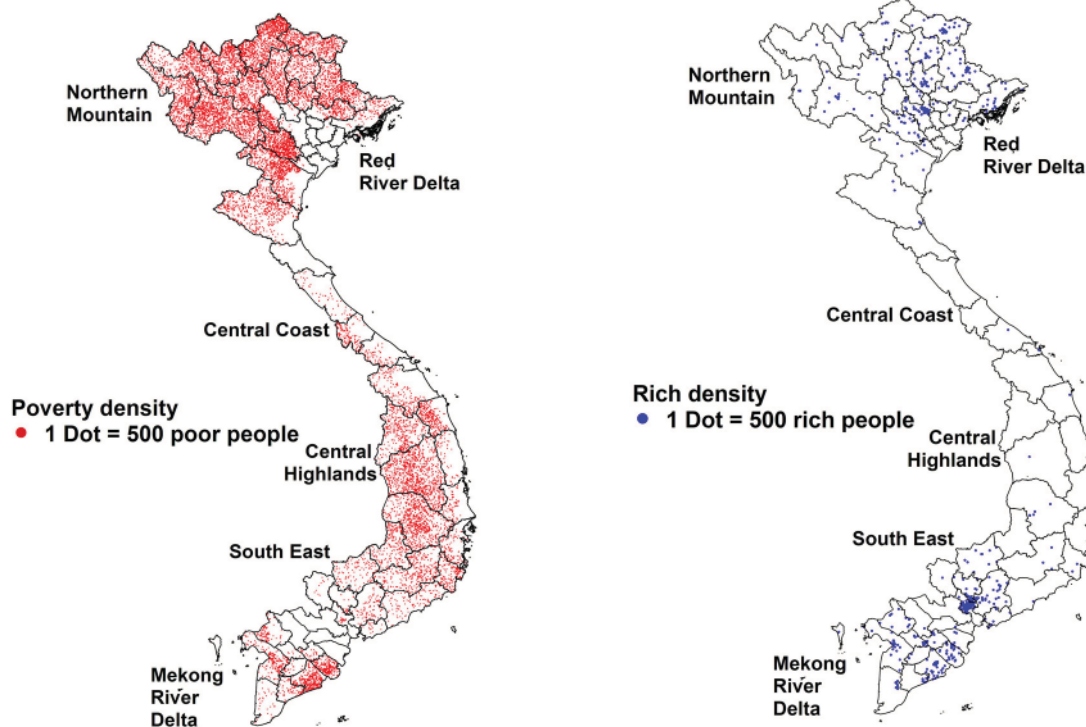 Northern
Mountain
Red
River Delta
Central Coast
Poverty density
1 Dot = 500 poor people
Central
Highlands
South East
Mekong
River
Delta
Northern
Mountain
Red
River Delta
Central Coast
Rich density
1 Dot = 500 rich people
Central
Highlands
South East
Mekong
River
Delta